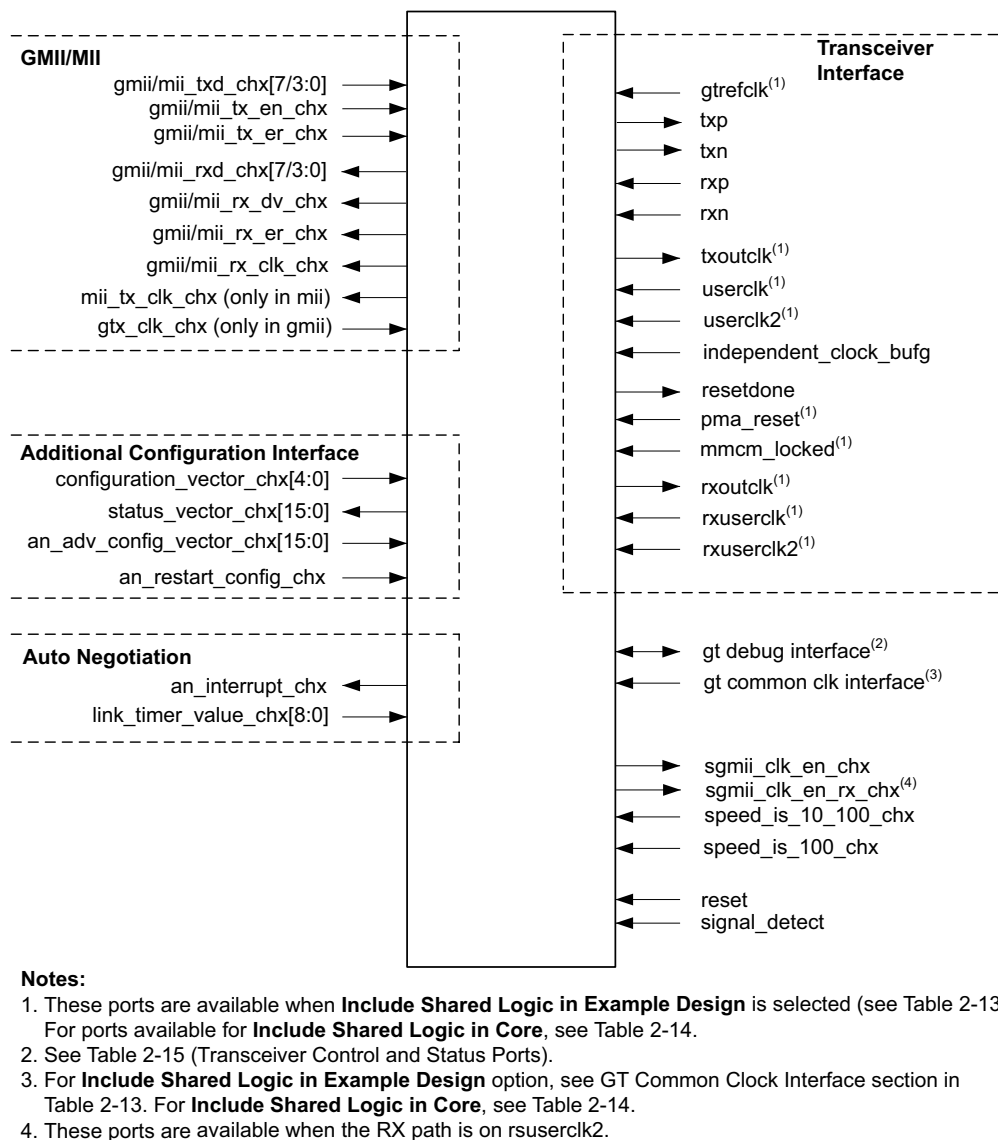 GMII/MII
gmii/mii_txd_chx[7/3:0]
gmii/mii_tx_en_chx
gmii/mii_tx_er_chx
gmii/mii_rxd_chx[7/3:0]
gmii/mii_rx_dv_chx
gmii/mii_rx_er_chx
gmii/mii_rx_clk_chx
mii_tx_clk_chx (only in mii)
gtx_clk_chx (only in gmii)
Additional Configuration Interface
configuration_vector_chx[4:0]
status_vector_chx[15:0]
an_adv_config_vector_chx[15:0]
an_restart_config_chx
Auto Negotiation
an_interrupt_chx
link_timer_value_chx[8:0]
Transceiver
Interface
gtrefclk(1)
txp
txn
rxp
rxn
txoutclk(1)
userclk(1)
userclk2(1)
independent_clock_bufg
resetdone
pma_reset(1)
mmcm_locked(1)
rxoutclk(1)
rxuserclk(1)
rxuserclk2(1)
gt debug interface(2)
gt common clk interface(3)
sgmii_clk_en_chx
sgmii_clk_en_rx_chx(4)
speed_is_10_100_chx
speed_is_100_chx
reset
signal_detect
Notes:
1. These ports are available when Include Shared Logic in Example Design is selected (see Table 2-13
For ports available for Include Shared Logic in Core, see Table 2-14.
2. See Table 2-15 (Transceiver Control and Status Ports).
3. For Include Shared Logic in Example Design option, see GT Common Clock Interface section in
Table 2-13. For Include Shared Logic in Core, see Table 2-14.
4. These ports are available when the RX path is on rsuserclk2.